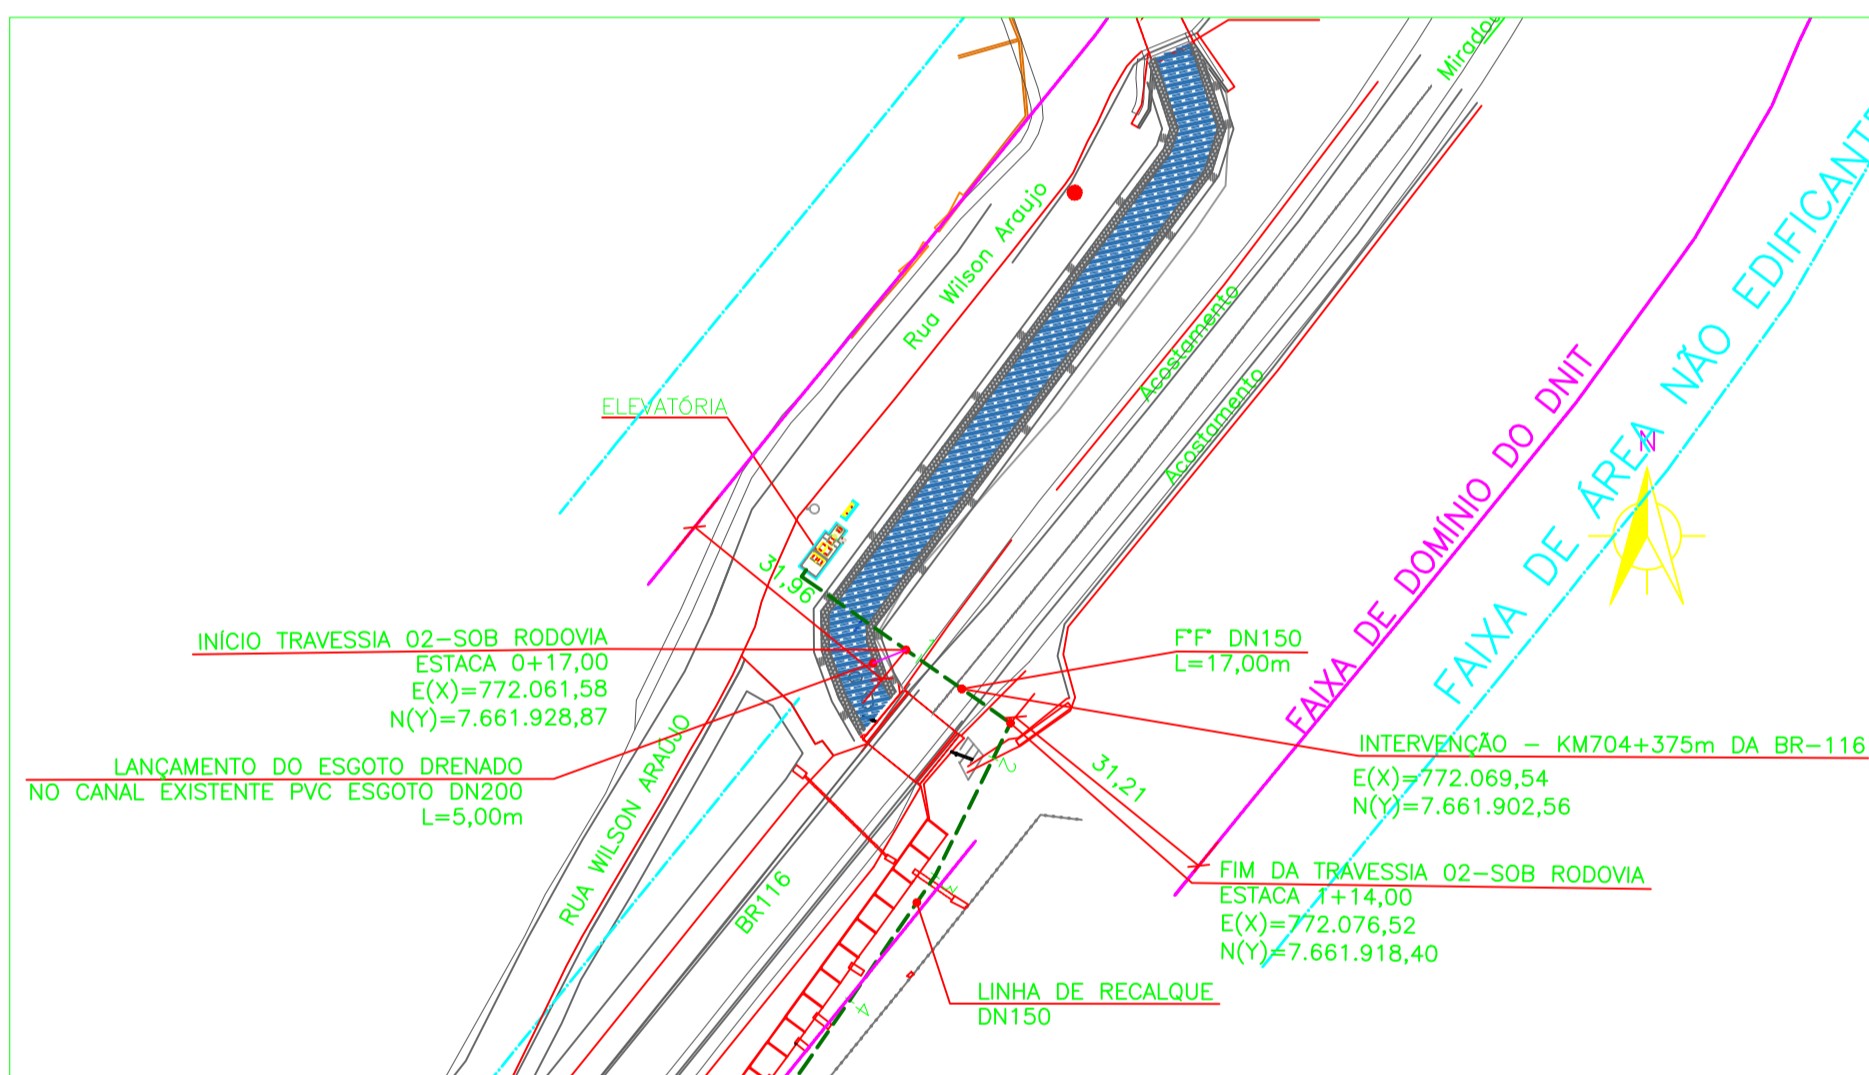 Rua Wilson Araujo
Acostamento
Acostamento
ELEVATÓRIA
FAIXA DE DOMÍNIO DO DNIT
FAIXA DE ÁREA NÃO EDIFICANTE
N
31,96
INÍCIO TRAVESSIA 02-SOB RODOVIA
ESTACA 0+17,00
E(X)=772.061,58
N(Y)=7.661.928,87
F°F° DN150
L=17,00m
LANÇAMENTO DO ESGOTO DRENADO
NO CANAL EXISTENTE PVC ESGOTO DN200
L=5,00m
INTERVENÇÃO - KM704+375m DA BR-116
E(X)=772.069,54
N(Y)=7.661.902,56
31,21
RUA WILSON ARAUJO
BR116
FIM DA TRAVESSIA 02-SOB RODOVIA
ESTACA 1+14,00
E(X)=772.076,52
N(Y)=7.661.918,40
LINHA DE RECALQUE
DN150
1
2
4